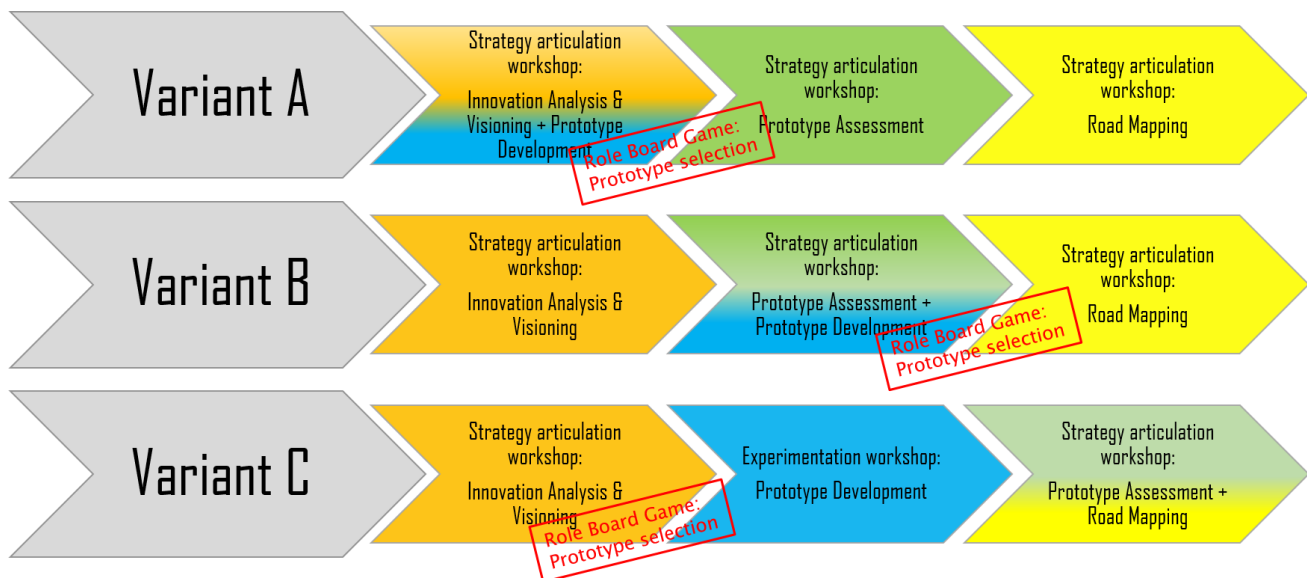 Variant A
Strategy articulation
workshop:
Innovation Analysis &
Visioning + Prototype
Development
Role Board Game:
Prototype selection
Strategy articulation
workshop:
Prototype Assessment
Strategy articulation
workshop:
Road Mapping
Variant B
Strategy articulation
workshop:
Innovation Analysis &
Visioning
Strategy articulation
workshop:
Prototype Assessment +
Prototype Development
Role Board Game:
Prototype selection
Strategy articulation
workshop:
Road Mapping
Variant C
Strategy articulation
workshop:
Innovation Analysis &
Visioning
Role Board Game:
Prototype selection
Experimentation workshop:
Prototype Development
Strategy articulation
workshop:
Prototype Assessment +
Road Mapping